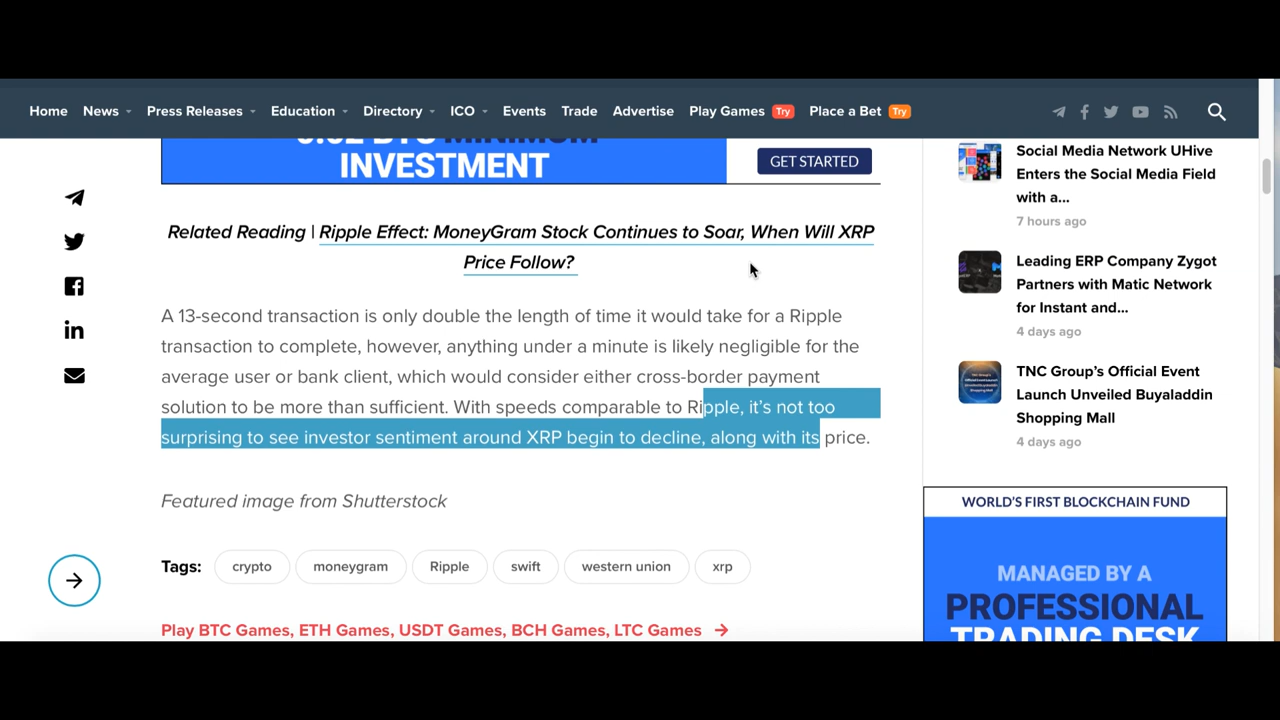 Home News Press Releases Education Directory ICO Events Trade Advertise Play Games Try Place a Bet Try
INVESTMENT
GET STARTED
Related Reading | Ripple Effect: MoneyGram Stock Continues to Soar, When Will XRP
Price Follow?
A 13-second transaction is only double the length of time it would take for a Ripple
transaction to complete, however, anything under a minute is likely negligible for the
average user or bank client, which would consider either cross-border payment
solution to be more than sufficient. With speeds comparable to Ripple, it's not too
surprising to see investor sentiment around XRP begin to decline, along with its price.
Featured image from Shutterstock
Tags: crypto moneygram Ripple swift western union xrp
Play BTC Games, ETH Games, USDT Games, BCH Games, LTC Games →
Social Media Network UHive
Enters the Social Media Field
with a...
7 hours ago
Leading ERP Company Zygot
Partners with Matic Network
for Instant and...
4 days ago
TNC Group's Official Event
Launch Unveiled Buyaladdin
Shopping Mall
4 days ago
WORLD'S FIRST BLOCKCHAIN FUND
MANAGED BY A
PROFESSIONAL
TRADING DESK